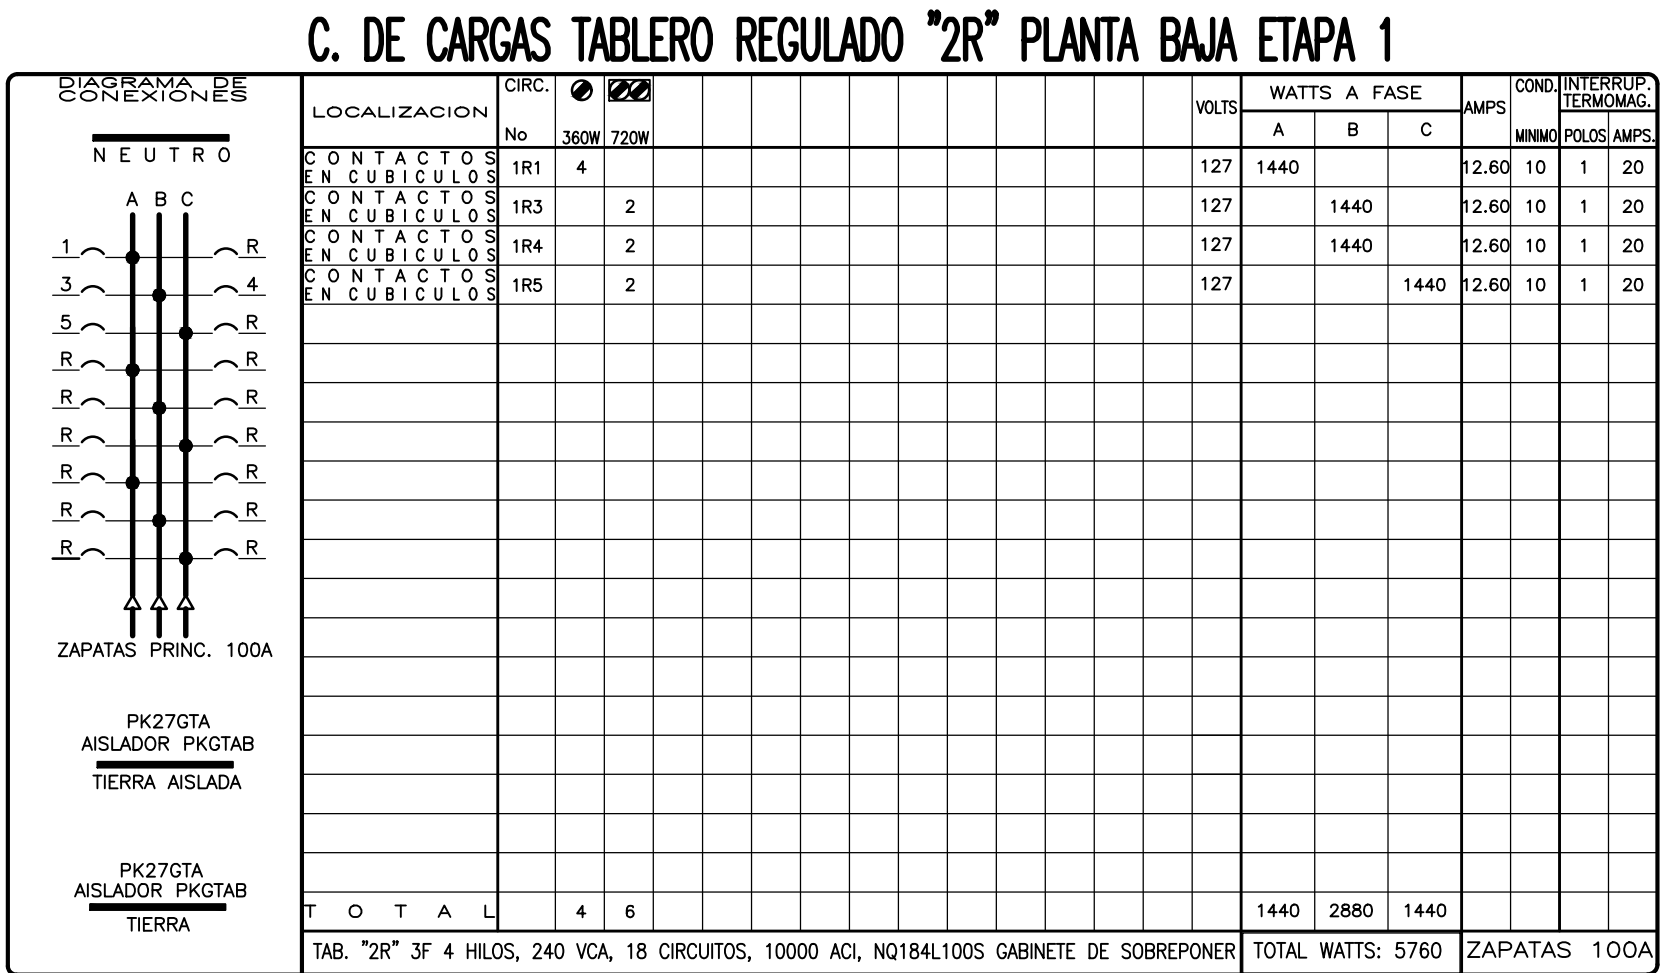 C. DE CARGAS TABLERO REGULADO "2R" PLANTA BAJA ETAPA 1
DIAGRAMA DE
CONEXIONES
NEUTRO
A B C
1 R
3 4
5 R
R R
R R
R R
R R
R R
R R
ZAPATAS PRINC. 100A
PK27GTA
AISLADOR PKGTAB
TIERRA AISLADA
PK27GTA
AISLADOR PKGTAB
TIERRA
LOCALIZACION CIRC. No 360W 720W VOLTS WATTS A FASE A B C AMPS COND. MINIMO INTERRUP. TERMOMAG. POLOS AMPS.
CONTACTOS
EN CUBICULOS 1R1 4 127 1440 12.60 10 1 20
CONTACTOS
EN CUBICULOS 1R3 2 127 1440 12.60 10 1 20
CONTACTOS
EN CUBICULOS 1R4 2 127 1440 12.60 10 1 20
CONTACTOS
EN CUBICULOS 1R5 2 127 1440 12.60 10 1 20
TOTAL 4 6 1440 2880 1440
TAB. "2R" 3F 4 HILOS, 240 VCA, 18 CIRCUITOS, 10000 ACI, NQ184L100S GABINETE DE SOBREPONER TOTAL WATTS: 5760 ZAPATAS 100A